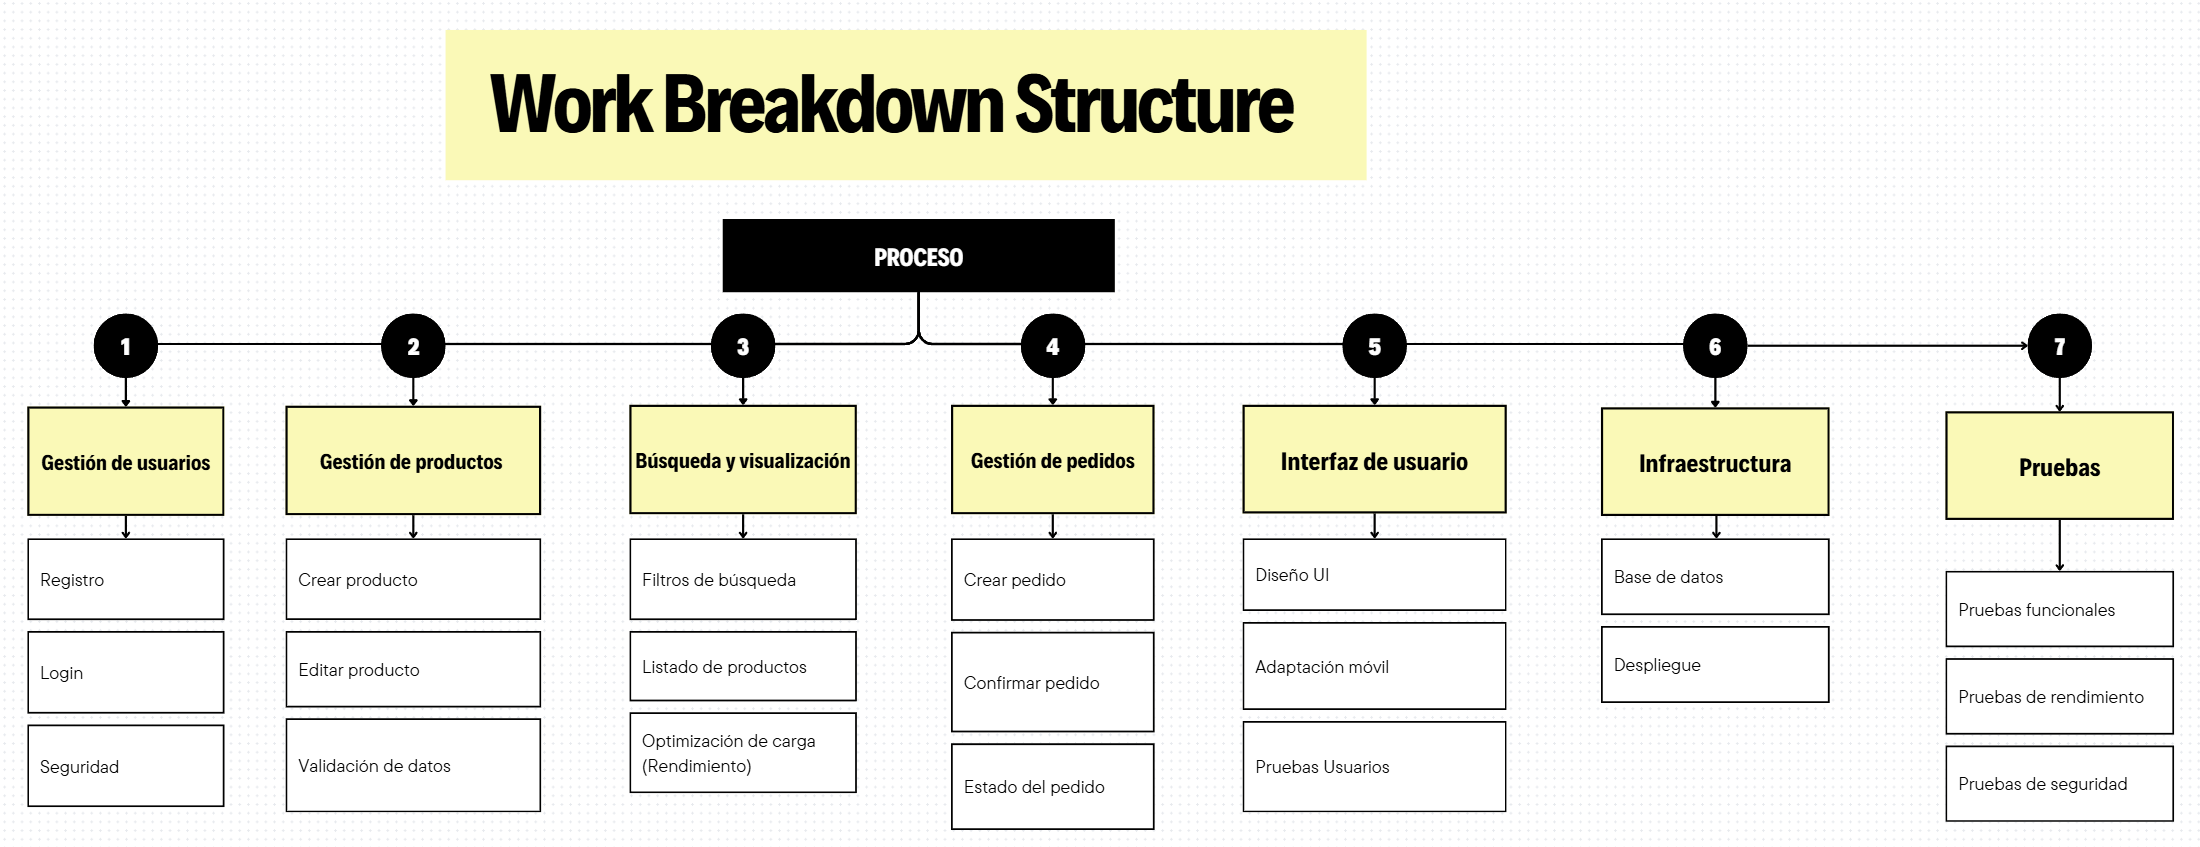 Work Breakdown Structure
PROCESO
1
2
3
4
5
6
7
Gestión de usuarios
Gestión de productos
Búsqueda y visualización
Gestión de pedidos
Interfaz de usuario
Infraestructura
Pruebas
Registro
Login
Seguridad
Crear producto
Editar producto
Validación de datos
Filtros de búsqueda
Listado de productos
Optimización de carga
(Rendimiento)
Crear pedido
Confirmar pedido
Estado del pedido
Diseño UI
Adaptación móvil
Pruebas Usuarios
Base de datos
Despliegue
Pruebas funcionales
Pruebas de rendimiento
Pruebas de seguridad